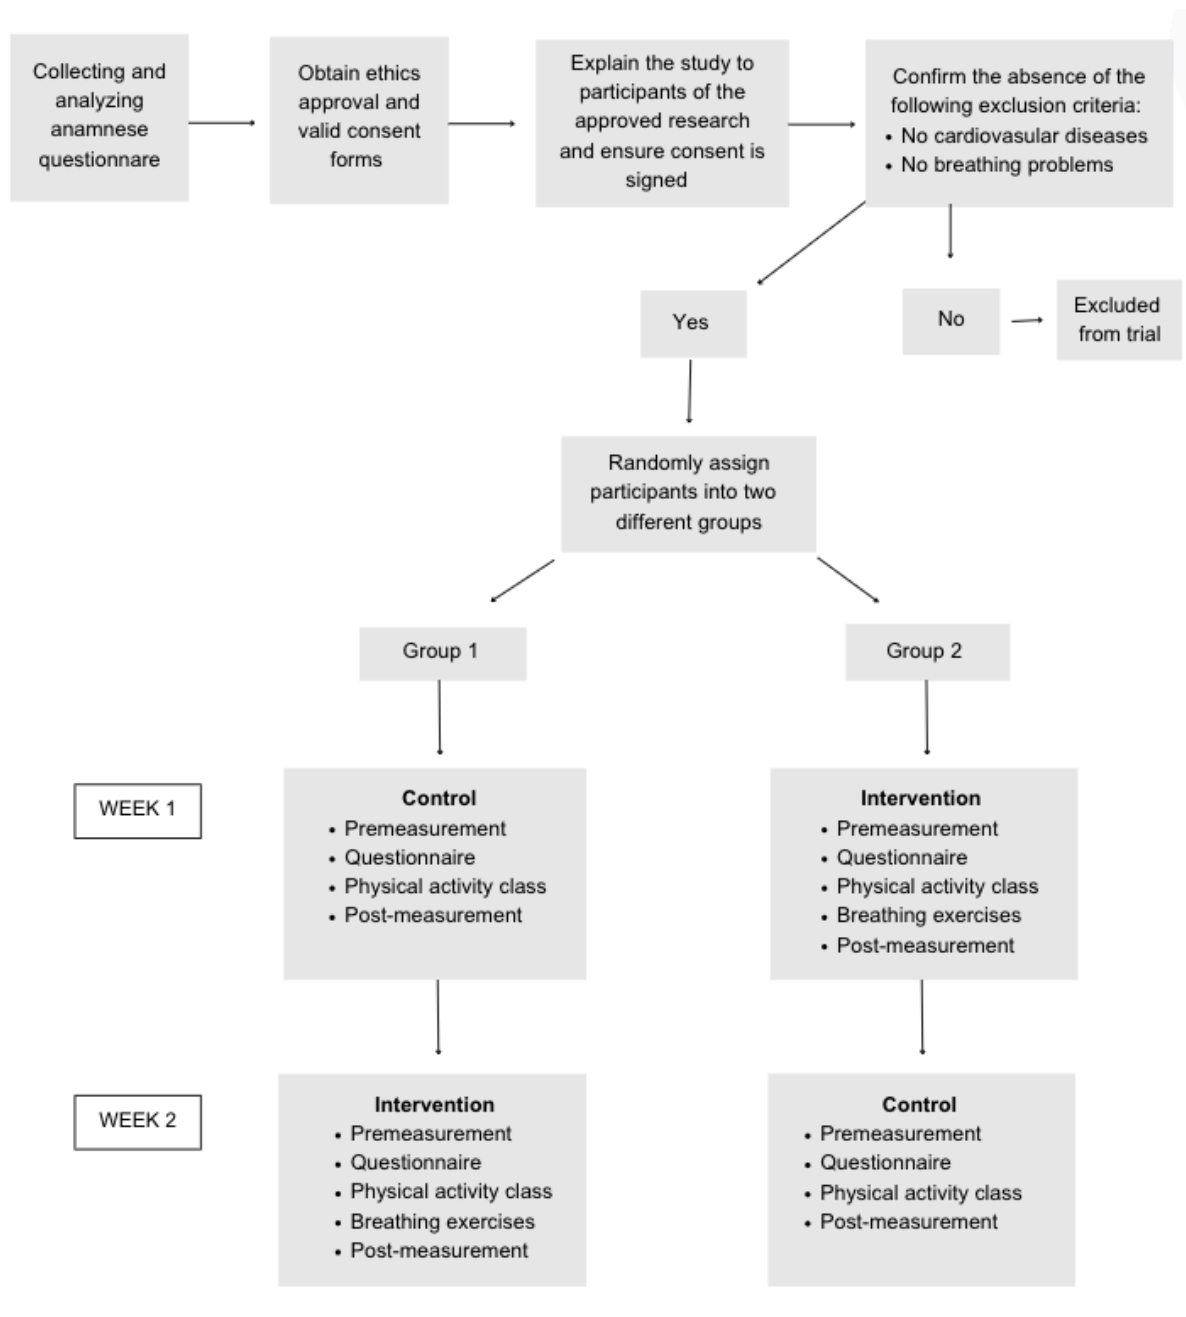 Collecting and
analyzing
anamnese
questionnare
Obtain ethics
approval and
valid consent
forms
Explain the study to
participants of the
approved research
and ensure consent is
signed
Confirm the absence of the
following exclusion criteria:
• No cardiovasular diseases
• No breathing problems
Yes
No
Excluded
from trial
Randomly assign
participants into two
different groups
Group 1
Group 2
WEEK 1
Control
• Premeasurement
• Questionnaire
• Physical activity class
• Post-measurement
Intervention
• Premeasurement
• Questionnaire
• Physical activity class
• Breathing exercises
• Post-measurement
WEEK 2
Intervention
• Premeasurement
• Questionnaire
• Physical activity class
• Breathing exercises
• Post-measurement
Control
• Premeasurement
• Questionnaire
• Physical activity class
• Post-measurement